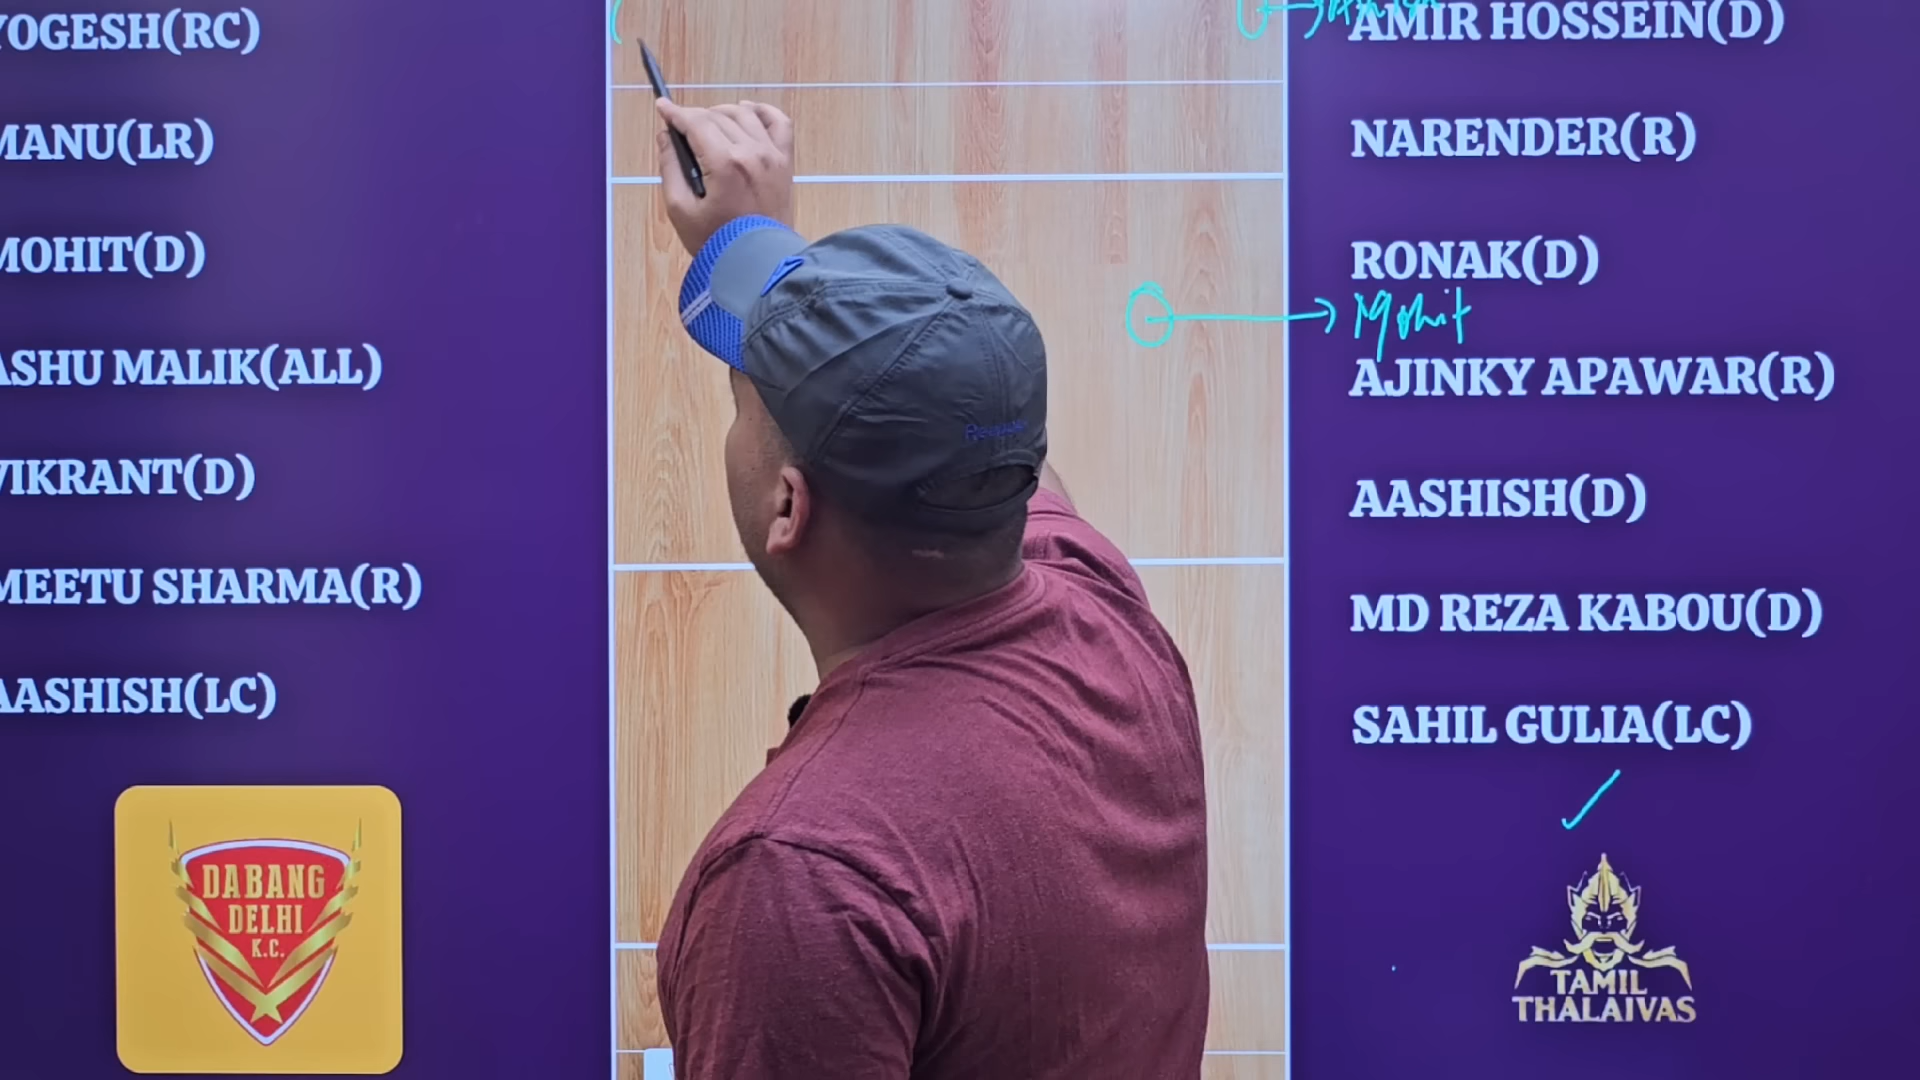 YOGESH(RC)
MANU(LR)
MOHIT(D)
ASHU MALIK(ALL)
VIKRANT(D)
MEETU SHARMA(R)
AASHISH(LC)
DABANG
DELHI
K.C.
AMIR HOSSEIN(D)
NARENDER(R)
RONAK(D)
Mohit
AJINKY APAWAR(R)
AASHISH(D)
MD REZA KABOU(D)
SAHIL GULIA(LC)
TAMIL
THALAIVAS